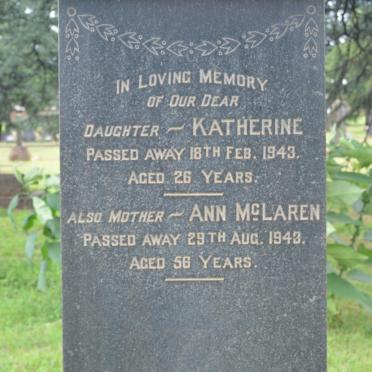 IN LOVING MEMORY
OF OUR DEAR
DAUGHTER ~ KATHERINE
PASSED AWAY 18TH FEB. 1943.
AGED 26 YEARS.
ALSO MOTHER ~ ANN MCLAREN
PASSED AWAY 29TH AUG. 1943.
AGED 56 YEARS.